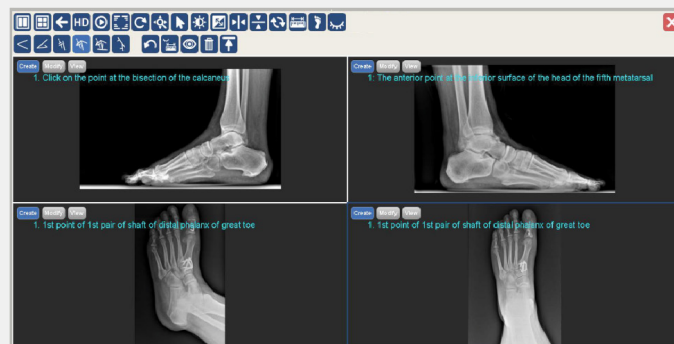 HD
Create Modify View
1. Click on the point at the bisection of the calcaneus
Create Modify View
1: The anterior point at the inferior surface of the head of the fifth metatarsal
Create Modify View
1. 1st point of 1st pair of shaft of distal phalanx of great toe
Create Modify View
1. 1st point of 1st pair of shaft of distal phalanx of great toe